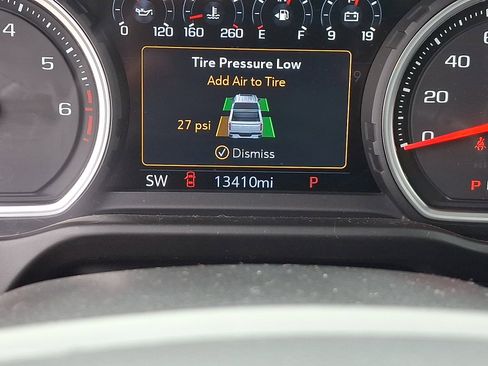 0 120 160 260 E F 9 19
4
5
6
Tire Pressure Low
Add Air to Tire
27 psi
Dismiss
SW 13410mi P
60
40
20
0
P